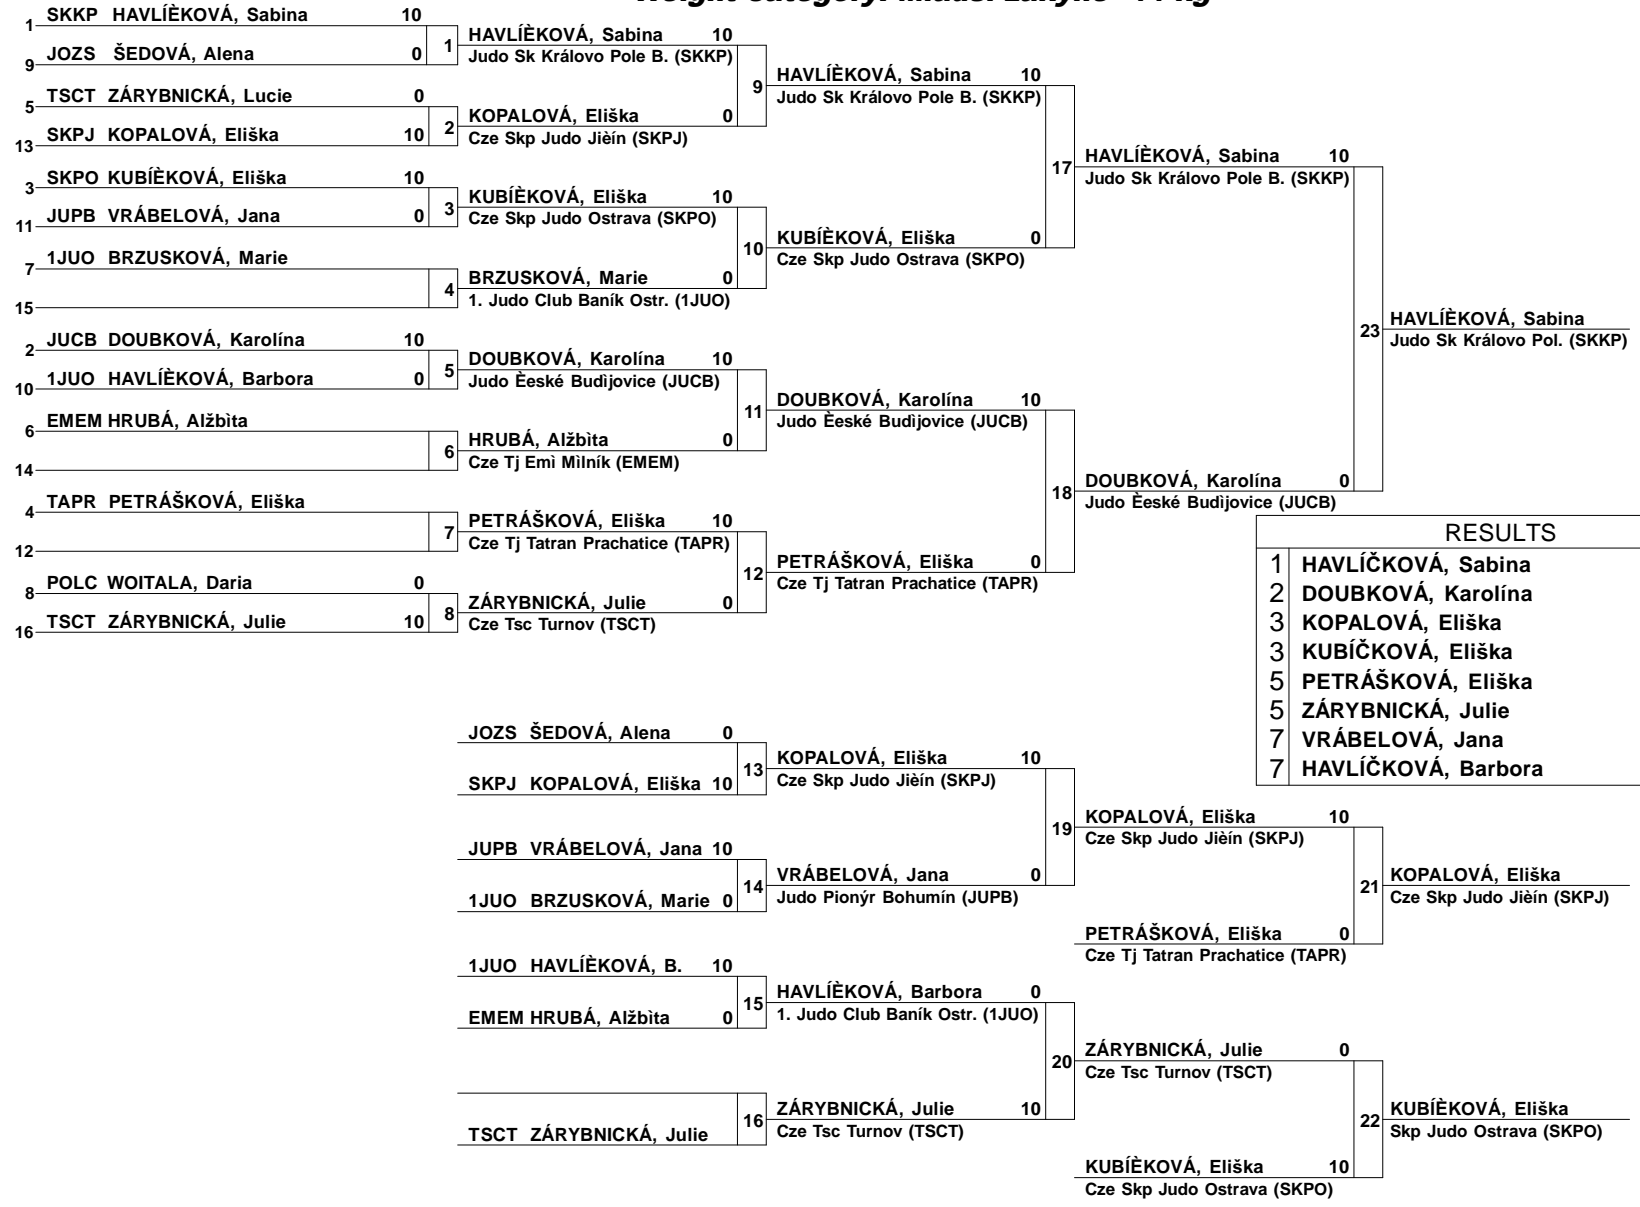 SKKP HAVLÍÈKOVÁ, Sabina 10
1
JOZS ŠEDOVÁ, Alena 0
9
1
TSCT ZÁRYBNICKÁ, Lucie 0
5
SKPJ KOPALOVÁ, Eliška 10
13
2
SKPO KUBÍÈKOVÁ, Eliška 10
3
JUPB VRÁBELOVÁ, Jana 0
11
3
1JUO BRZUSKOVÁ, Marie
7
15
4
JUCB DOUBKOVÁ, Karolína 10
2
1JUO HAVLÍÈKOVÁ, Barbora 0
10
5
EMEM HRUBÁ, Alžbìta
6
14
6
TAPR PETRÁŠKOVÁ, Eliška
4
12
7
POLC WOITALA, Daria 0
8
TSCT ZÁRYBNICKÁ, Julie 10
16
8
HAVLÍÈKOVÁ, Sabina 10
Judo Sk Královo Pole B. (SKKP)
9
KOPALOVÁ, Eliška 0
Cze Skp Judo Jièín (SKPJ)
KUBÍÈKOVÁ, Eliška 10
Cze Skp Judo Ostrava (SKPO)
10
BRZUSKOVÁ, Marie 0
1. Judo Club Baník Ostr. (1JUO)
DOUBKOVÁ, Karolína 10
Judo Èeské Budìjovice (JUCB)
11
HRUBÁ, Alžbìta 0
Cze Tj Emì Mìlník (EMEM)
PETRÁŠKOVÁ, Eliška 10
Cze Tj Tatran Prachatice (TAPR)
12
ZÁRYBNICKÁ, Julie 0
Cze Tsc Turnov (TSCT)
HAVLÍÈKOVÁ, Sabina 10
Judo Sk Královo Pole B. (SKKP)
17
KUBÍÈKOVÁ, Eliška 0
Cze Skp Judo Ostrava (SKPO)
DOUBKOVÁ, Karolína 10
Judo Èeské Budìjovice (JUCB)
18
PETRÁŠKOVÁ, Eliška 0
Cze Tj Tatran Prachatice (TAPR)
HAVLÍÈKOVÁ, Sabina 10
Judo Sk Královo Pole B. (SKKP)
23
DOUBKOVÁ, Karolína 0
Judo Èeské Budìjovice (JUCB)
HAVLÍÈKOVÁ, Sabina
Judo Sk Královo Pol. (SKKP)
RESULTS
1 HAVLÍČKOVÁ, Sabina
2 DOUBKOVÁ, Karolína
3 KOPALOVÁ, Eliška
3 KUBÍČKOVÁ, Eliška
5 PETRÁŠKOVÁ, Eliška
5 ZÁRYBNICKÁ, Julie
7 VRÁBELOVÁ, Jana
7 HAVLÍČKOVÁ, Barbora
JOZS ŠEDOVÁ, Alena 0
13
SKPJ KOPALOVÁ, Eliška 10
JUPB VRÁBELOVÁ, Jana 10
14
1JUO BRZUSKOVÁ, Marie 0
1JUO HAVLÍÈKOVÁ, B. 10
15
EMEM HRUBÁ, Alžbìta 0
16
TSCT ZÁRYBNICKÁ, Julie
KOPALOVÁ, Eliška 10
Cze Skp Judo Jièín (SKPJ)
19
VRÁBELOVÁ, Jana 0
Judo Pionýr Bohumín (JUPB)
HAVLÍÈKOVÁ, Barbora 0
1. Judo Club Baník Ostr. (1JUO)
20
ZÁRYBNICKÁ, Julie 10
Cze Tsc Turnov (TSCT)
KOPALOVÁ, Eliška 10
Cze Skp Judo Jièín (SKPJ)
21
PETRÁŠKOVÁ, Eliška 0
Cze Tj Tatran Prachatice (TAPR)
ZÁRYBNICKÁ, Julie 0
Cze Tsc Turnov (TSCT)
22
KUBÍÈKOVÁ, Eliška 10
Cze Skp Judo Ostrava (SKPO)
KOPALOVÁ, Eliška
Cze Skp Judo Jièín (SKPJ)
KUBÍÈKOVÁ, Eliška
Skp Judo Ostrava (SKPO)